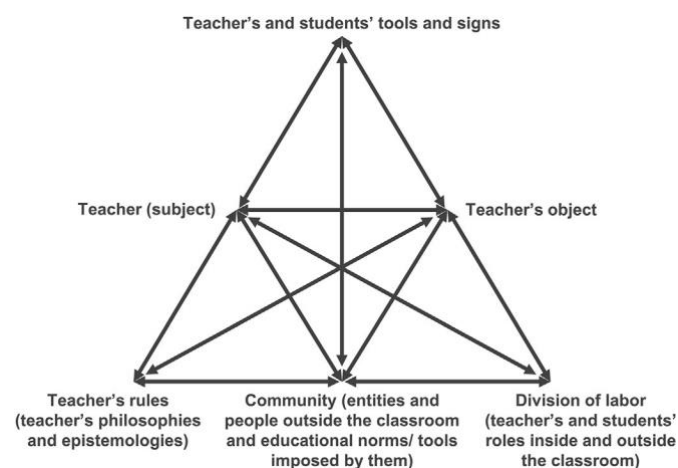 Teacher's and students' tools and signs
Teacher (subject)
Teacher's object
Teacher's rules
(teacher's philosophies
and epistemologies)
Community (entities and
people outside the classroom
and educational norms/ tools
imposed by them)
Division of labor
(teacher's and students'
roles inside and outside
the classroom)